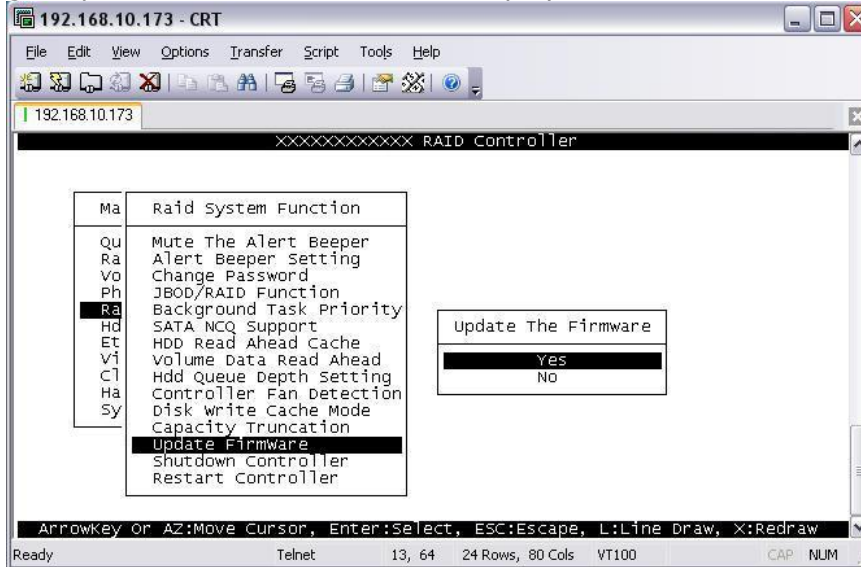 192.168.10.173 - CRT
File Edit View Options Transfer Script Tools Help
192.168.10.173
XXXXXXXXXXXX RAID Controller
Ma
Qu
Ra
Vo
Ph
Ra
Hd
Et
Vi
Cl
Ha
Sy
Raid System Function
Mute The Alert Beeper
Alert Beeper Setting
Change Password
JBOD/RAID Function
Background Task Priority
SATA NCQ Support
HDD Read Ahead Cache
Volume Data Read Ahead
Hdd Queue Depth Setting
Controller Fan Detection
Disk Write Cache Mode
Capacity Truncation
Update FirmWare
Shutdown Controller
Restart Controller
Update The Firmware
Yes
No
ArrowKey Or AZ:Move Cursor, Enter:Select, ESC:Escape, L:Line Draw, X:Redraw
Ready Telnet 13, 64 24 Rows, 80 Cols VT100 CAP NUM